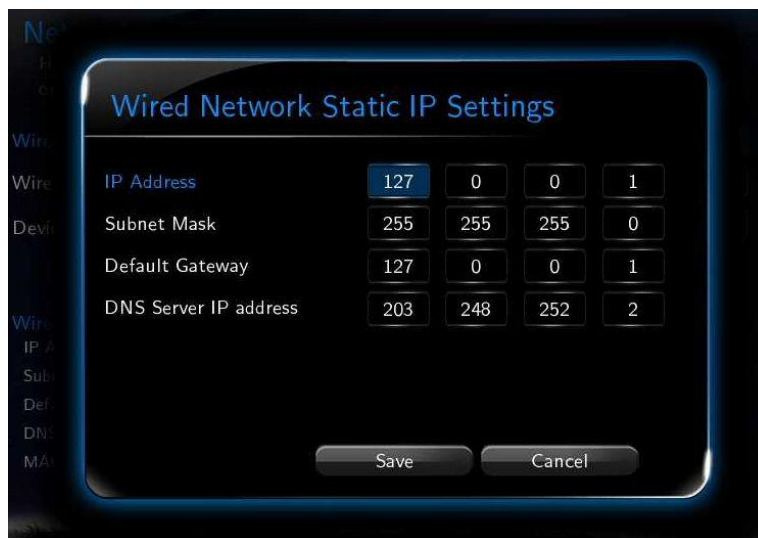 Wired Network Static IP Settings
IP Address 127 0 0 1
Subnet Mask 255 255 255 0
Default Gateway 127 0 0 1
DNS Server IP address 203 248 252 2
Save Cancel